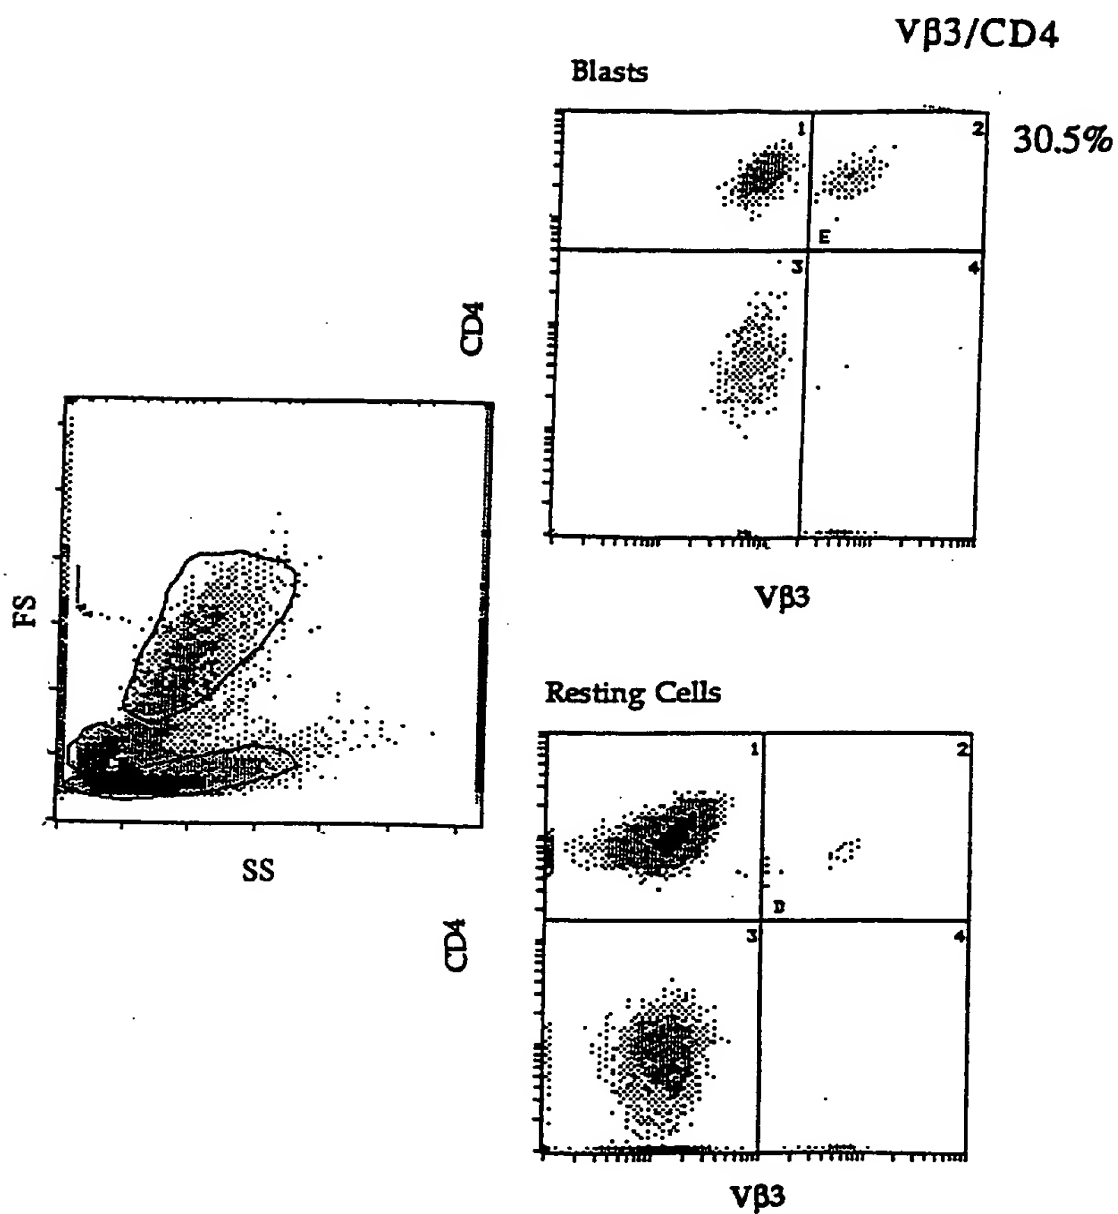 Vβ3/CD4
Blasts
1
2
30.5%
E
3
4
CD4
Vβ3
FS
SS
Resting Cells
1
2
D
3
4
CD4
Vβ3